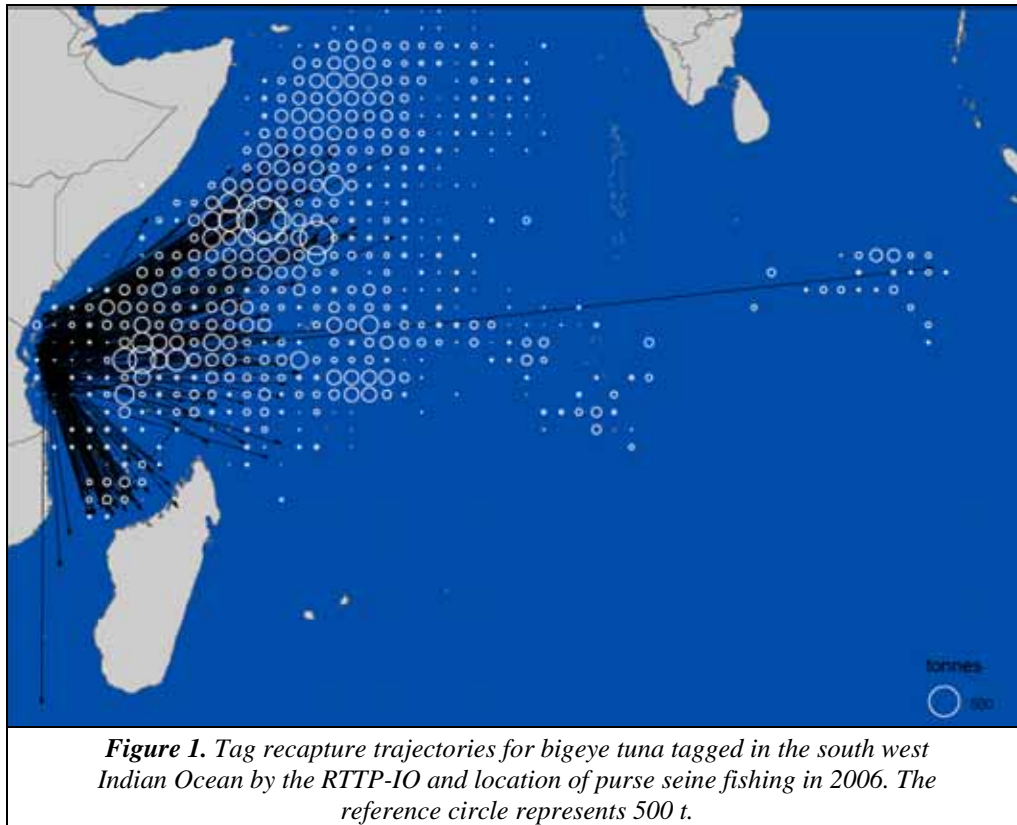 tonnes
500
Figure 1. Tag recapture trajectories for bigeye tuna tagged in the south west
Indian Ocean by the RTTP-IO and location of purse seine fishing in 2006. The
reference circle represents 500 t.